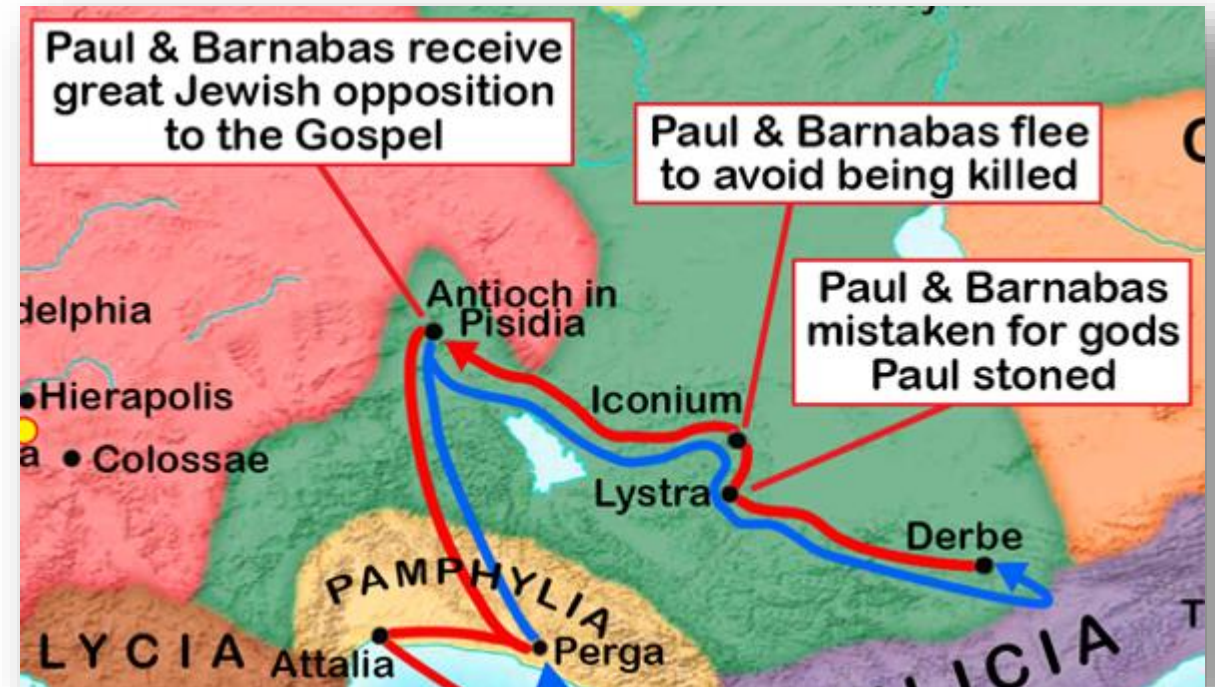 Paul & Barnabas receive
great Jewish opposition
to the Gospel
Paul & Barnabas flee
to avoid being killed
Paul & Barnabas
mistaken for gods
Paul stoned
Antioch in
Pisidia
delphia
Hierapolis
a
Colossae
Iconium
Lystra
Derbe
PAMPHYLIA
LYCIA
Attalia
Perga
LICIA
T
C